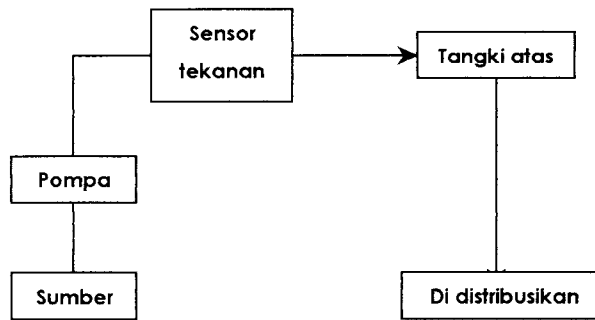 Sensor
tekanan
Tangki atas
Pompa
Sumber
Di distribusikan